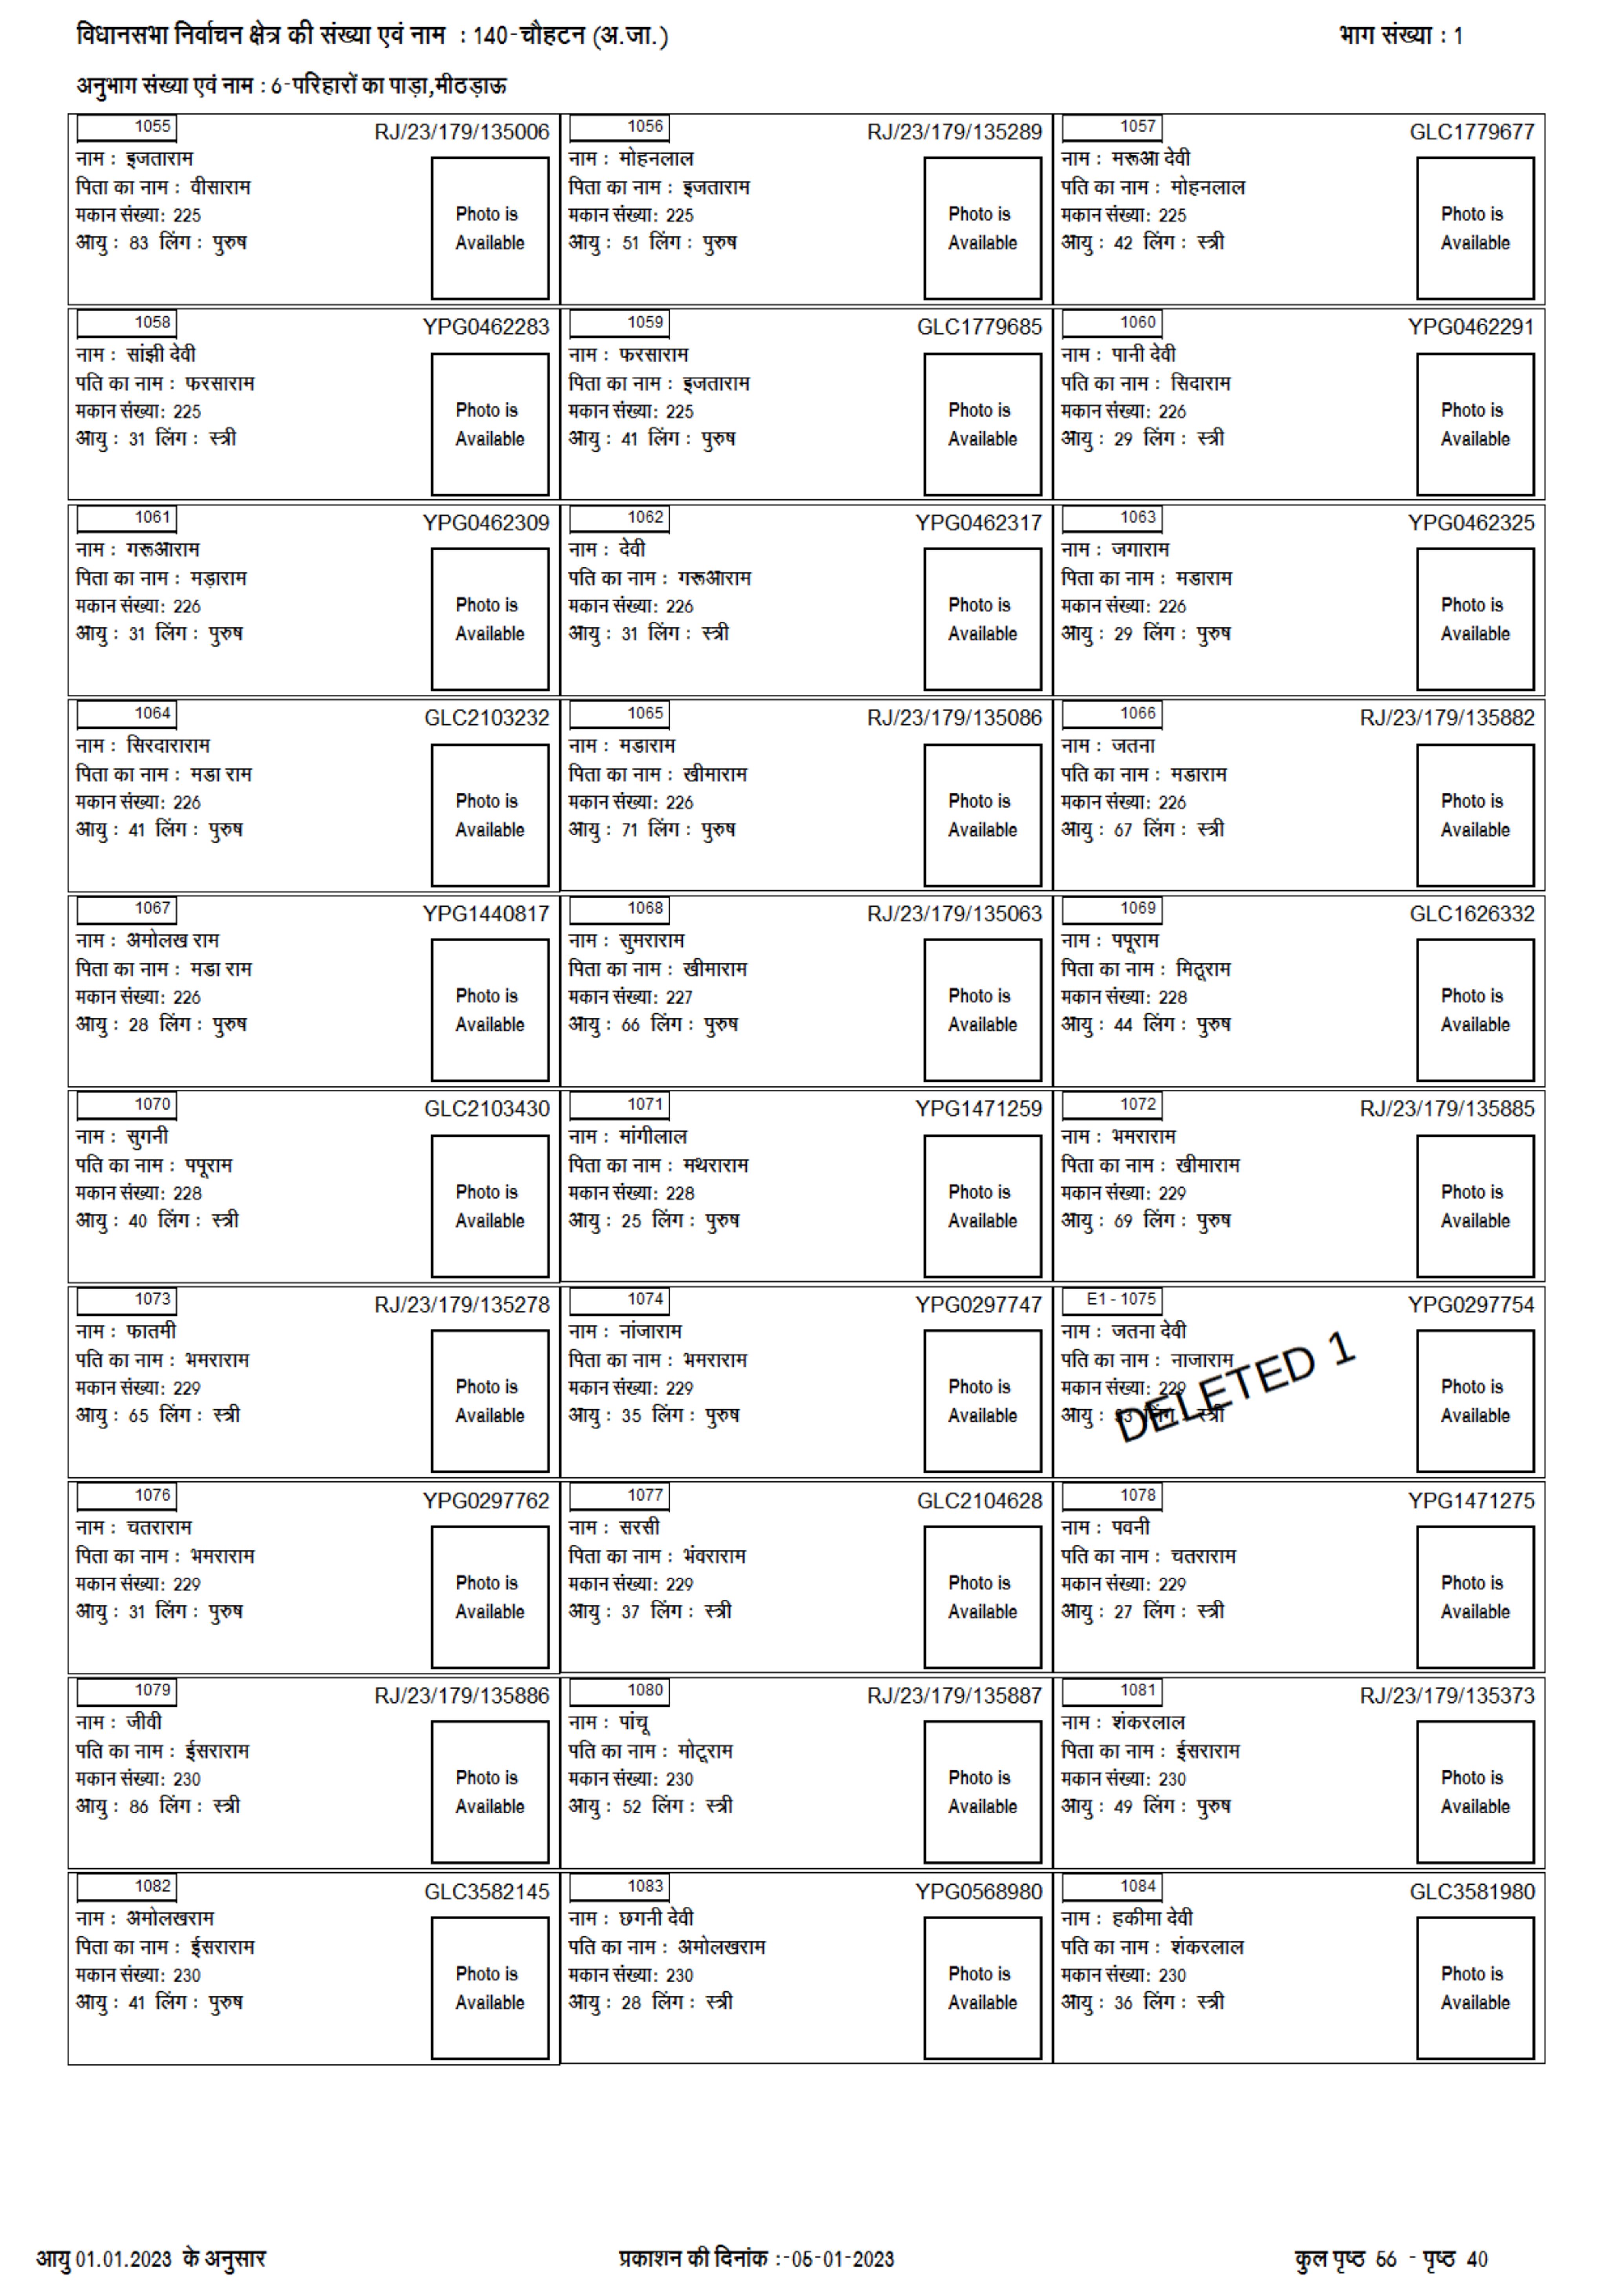 विधानसभा निर्वाचन क्षेत्र की संख्या एवं नाम : 140-चौहटन (अ.जा.) भाग संख्या : 1
अनुभाग संख्या एवं नाम : 6-परिहारों का पाड़ा,मीठड़ाऊ
1055 RJ/23/179/135006
नाम : इजताराम
पिता का नाम : वीसाराम
मकान संख्या: 225
आयु : 83 लिंग : पुरुष
Photo is
Available
1056 RJ/23/179/135289
नाम : मोहनलाल
पिता का नाम : इजताराम
मकान संख्या: 225
आयु : 51 लिंग : पुरुष
Photo is
Available
1057 GLC1779677
नाम : मरूआ देवी
पति का नाम : मोहनलाल
मकान संख्या: 225
आयु : 42 लिंग : स्त्री
Photo is
Available
1058 YPG0462283
नाम : सांझी देवी
पति का नाम : फरसाराम
मकान संख्या: 225
आयु : 31 लिंग : स्त्री
Photo is
Available
1059 GLC1779685
नाम : फरसाराम
पिता का नाम : इजताराम
मकान संख्या: 225
आयु : 41 लिंग : पुरुष
Photo is
Available
1060 YPG0462291
नाम : पानी देवी
पति का नाम : सिदाराम
मकान संख्या: 226
आयु : 29 लिंग : स्त्री
Photo is
Available
1061 YPG0462309
नाम : गरूआराम
पिता का नाम : मड़ाराम
मकान संख्या: 226
आयु : 31 लिंग : पुरुष
Photo is
Available
1062 YPG0462317
नाम : देवी
पति का नाम : गरूआराम
मकान संख्या: 226
आयु : 31 लिंग : स्त्री
Photo is
Available
1063 YPG0462325
नाम : जगाराम
पिता का नाम : मडाराम
मकान संख्या: 226
आयु : 29 लिंग : पुरुष
Photo is
Available
1064 GLC2103232
नाम : सिरदाराराम
पिता का नाम : मडा राम
मकान संख्या: 226
आयु : 41 लिंग : पुरुष
Photo is
Available
1065 RJ/23/179/135086
नाम : मडाराम
पिता का नाम : खीमाराम
मकान संख्या: 226
आयु : 71 लिंग : पुरुष
Photo is
Available
1066 RJ/23/179/135882
नाम : जतना
पति का नाम : मडाराम
मकान संख्या: 226
आयु : 67 लिंग : स्त्री
Photo is
Available
1067 YPG1440817
नाम : अमोलख राम
पिता का नाम : मडा राम
मकान संख्या: 226
आयु : 28 लिंग : पुरुष
Photo is
Available
1068 RJ/23/179/135063
नाम : सुमराराम
पिता का नाम : खीमाराम
मकान संख्या: 227
आयु : 66 लिंग : पुरुष
Photo is
Available
1069 GLC1626332
नाम : पपूराम
पिता का नाम : मिठूराम
मकान संख्या: 228
आयु : 44 लिंग : पुरुष
Photo is
Available
1070 GLC2103430
नाम : सुगनी
पति का नाम : पपूराम
मकान संख्या: 228
आयु : 40 लिंग : स्त्री
Photo is
Available
1071 YPG1471259
नाम : मांगीलाल
पिता का नाम : मथराराम
मकान संख्या: 228
आयु : 25 लिंग : पुरुष
Photo is
Available
1072 RJ/23/179/135885
नाम : भमराराम
पिता का नाम : खीमाराम
मकान संख्या: 229
आयु : 69 लिंग : पुरुष
Photo is
Available
1073 RJ/23/179/135278
नाम : फातमी
पति का नाम : भमराराम
मकान संख्या: 229
आयु : 65 लिंग : स्त्री
Photo is
Available
1074 YPG0297747
नाम : नांजाराम
पिता का नाम : भमराराम
मकान संख्या: 229
आयु : 35 लिंग : पुरुष
Photo is
Available
E1 - 1075 YPG0297754
नाम : जतना देवी
पति का नाम : नाजाराम
मकान संख्या: 229
आयु : 33 लिंग : स्त्री
DELETED 1
Photo is
Available
1076 YPG0297762
नाम : चतराराम
पिता का नाम : भमराराम
मकान संख्या: 229
आयु : 31 लिंग : पुरुष
Photo is
Available
1077 GLC2104628
नाम : सरसी
पिता का नाम : भंवराराम
मकान संख्या: 229
आयु : 37 लिंग : स्त्री
Photo is
Available
1078 YPG1471275
नाम : पवनी
पति का नाम : चतराराम
मकान संख्या: 229
आयु : 27 लिंग : स्त्री
Photo is
Available
1079 RJ/23/179/135886
नाम : जीवी
पति का नाम : ईसराराम
मकान संख्या: 230
आयु : 86 लिंग : स्त्री
Photo is
Available
1080 RJ/23/179/135887
नाम : पांचू
पति का नाम : मोटूराम
मकान संख्या: 230
आयु : 52 लिंग : स्त्री
Photo is
Available
1081 RJ/23/179/135373
नाम : शंकरलाल
पिता का नाम : ईसराराम
मकान संख्या: 230
आयु : 49 लिंग : पुरुष
Photo is
Available
1082 GLC3582145
नाम : अमोलखराम
पिता का नाम : ईसराराम
मकान संख्या: 230
आयु : 41 लिंग : पुरुष
Photo is
Available
1083 YPG0568980
नाम : छगनी देवी
पति का नाम : अमोलखराम
मकान संख्या: 230
आयु : 28 लिंग : स्त्री
Photo is
Available
1084 GLC3581980
नाम : हकीमा देवी
पति का नाम : शंकरलाल
मकान संख्या: 230
आयु : 36 लिंग : स्त्री
Photo is
Available
आयु 01.01.2023 के अनुसार प्रकाशन की दिनांक :-05-01-2023 कुल पृष्ठ 56 - पृष्ठ 40